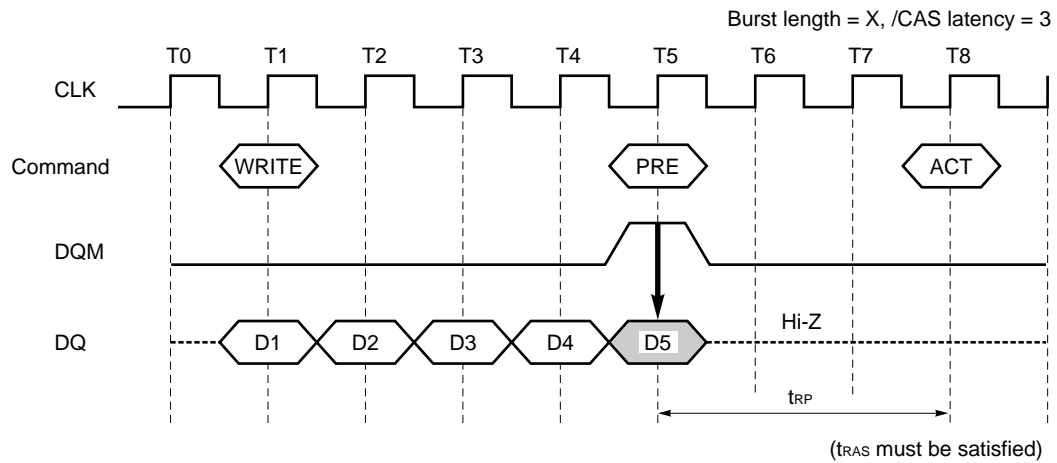 Burst length = X, /CAS latency = 3
T0 T1 T2 T3 T4 T5 T6 T7 T8
CLK
Command WRITE PRE ACT
DQM
DQ D1 D2 D3 D4 D5 Hi-Z
tRP
(tRAS must be satisfied)